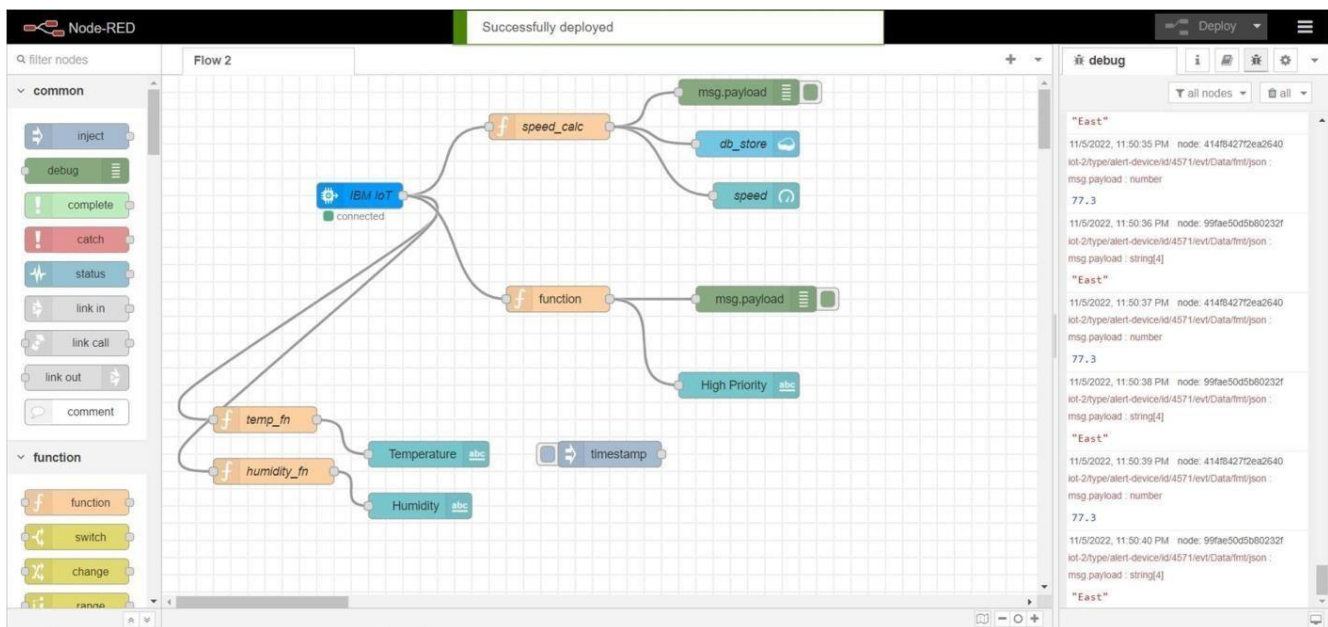 Node-RED
Successfully deployed
Deploy
filter nodes
Flow 2
debug
i
common
all nodes
all
inject
debug
complete
catch
status
link in
link call
link out
comment
function
function
switch
change
range
msg.payload
speed_calc
db_store
IBM IoT
speed
connected
function
msg.payload
High Priority
abc
temp_fn
Temperature
abc
timestamp
humidity_fn
Humidity
abc
"East"
11/5/2022, 11:50:35 PM node: 414f8427f2ea2640
iot-2/type/alert-device/id/4571/evt/Data/fmt/json :
msg.payload : number
77.3
11/5/2022, 11:50:36 PM node: 99fae50d5b80232f
iot-2/type/alert-device/id/4571/evt/Data/fmt/json :
msg.payload : string[4]
"East"
11/5/2022, 11:50:37 PM node: 414f8427f2ea2640
iot-2/type/alert-device/id/4571/evt/Data/fmt/json :
msg.payload : number
77.3
11/5/2022, 11:50:38 PM node: 99fae50d5b80232f
iot-2/type/alert-device/id/4571/evt/Data/fmt/json :
msg.payload : string[4]
"East"
11/5/2022, 11:50:39 PM node: 414f8427f2ea2640
iot-2/type/alert-device/id/4571/evt/Data/fmt/json :
msg.payload : number
77.3
11/5/2022, 11:50:40 PM node: 99fae50d5b80232f
iot-2/type/alert-device/id/4571/evt/Data/fmt/json :
msg.payload : string[4]
"East"